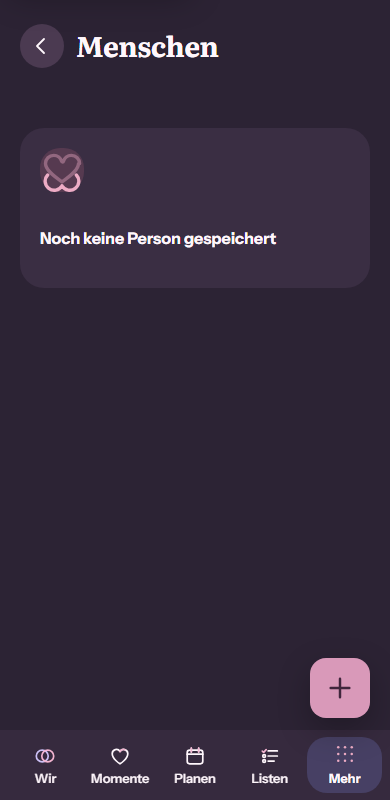 Menschen
Noch keine Person gespeichert
Wir
Momente
Planen
Listen
Mehr